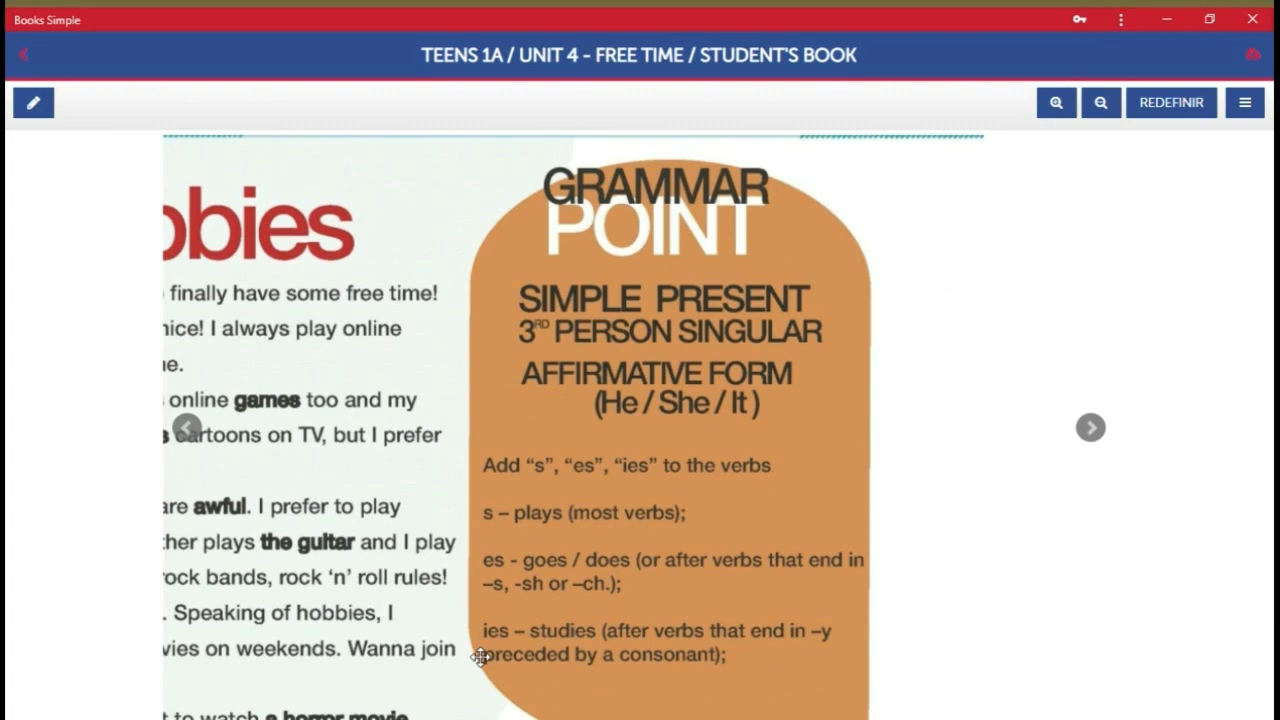 Books Simple
TEENS 1A / UNIT 4 - FREE TIME / STUDENT'S BOOK
REDEFINIR
finally have some free time!
I always play online
online games too and my
cartoons on TV, but I prefer
are awful. I prefer to play
plays the guitar and I play
rock bands, rock ‘n’ roll rules!
. Speaking of hobbies, I
on weekends. Wanna join
to watch a horror movie
GRAMMAR
POINT
SIMPLE PRESENT
3RD PERSON SINGULAR
AFFIRMATIVE FORM
(He / She / It )
Add “s”, “es”, “ies” to the verbs
s – plays (most verbs);
es - goes / does (or after verbs that end in
–s, -sh or –ch.);
ies – studies (after verbs that end in –y
preceded by a consonant);